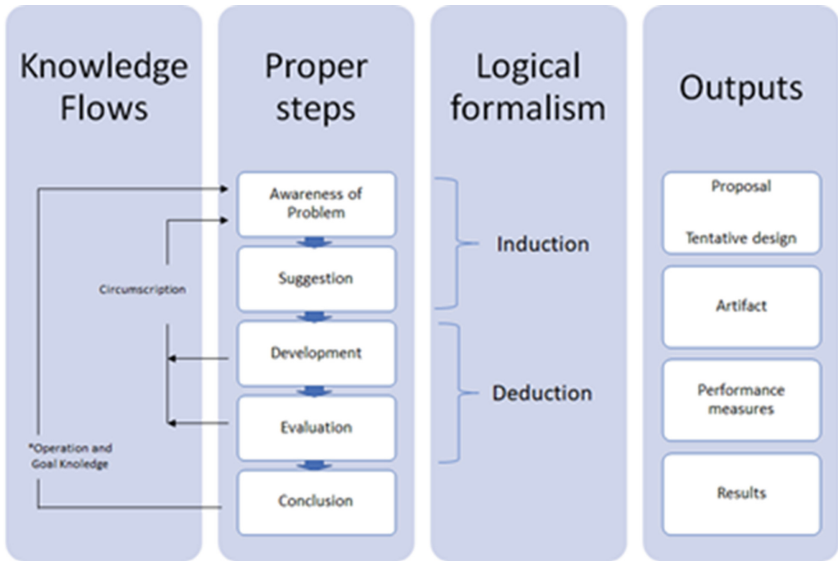 Knowledge
Flows
Circumscription
*Operation and
Goal Knoledge
Proper
steps
Awareness of
Problem
Suggestion
Development
Evaluation
Conclusion
Logical
formalism
Induction
Deduction
Outputs
Proposal
Tentative design
Artifact
Performance
measures
Results